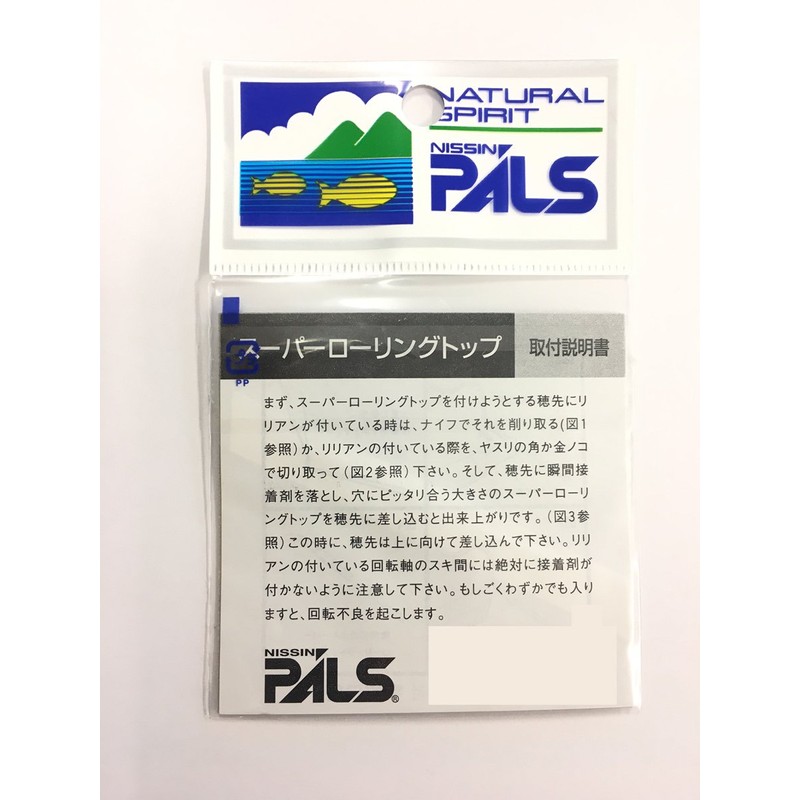 NATURAL
SPIRIT
NISSIN
PALS
スーパーローリングトップ 取付説明書
PP
まず、スーパーローリングトップを付けようとする穂先にリ
リアンが付いている時は、ナイフでそれを削り取る(図1
参照)か、リリアンの付いている際を、ヤスリの角か金ノコ
で切り取って(図2参照)下さい。そして、穂先に瞬間接
着剤を落とし、穴にピッタリ合う大きさのスーパーローリ
ングトップを穂先に差し込むと出来上がりです。(図3参
照)この時に、穂先は上に向けて差し込んで下さい。リリ
アンの付いている回転軸のスキ間には絶対に接着剤が
付かないように注意して下さい。もしごくわずかでも入り
ますと、回転不良を起こします。
NISSIN
PALS®